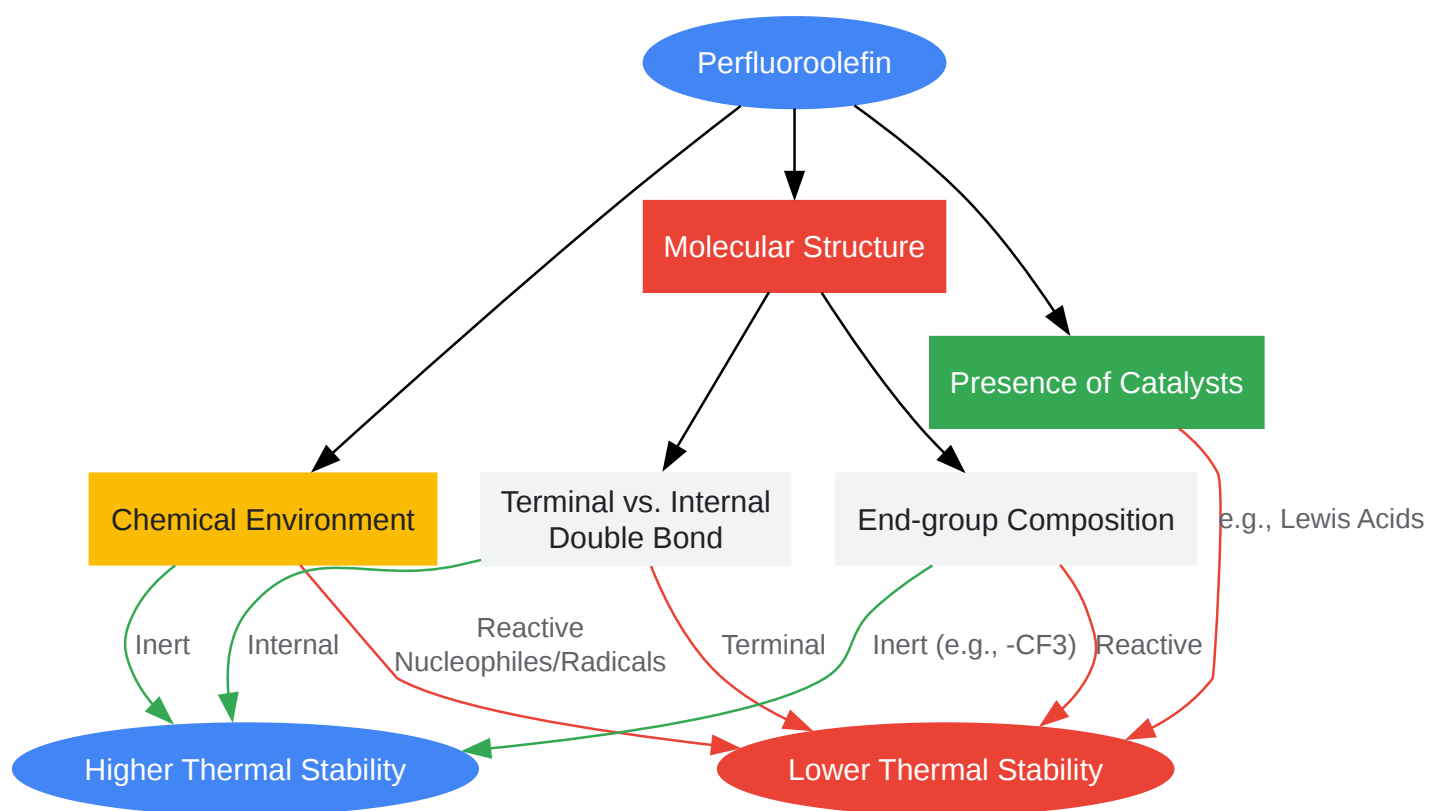 Perfluoroolefin
Molecular Structure
Presence of Catalysts
Chemical Environment
Terminal vs. Internal
Double Bond
End-group Composition
e.g., Lewis Acids
Inert
Internal
Reactive
Nucleophiles/Radicals
Terminal
Inert (e.g., -CF3)
Reactive
Higher Thermal Stability
Lower Thermal Stability